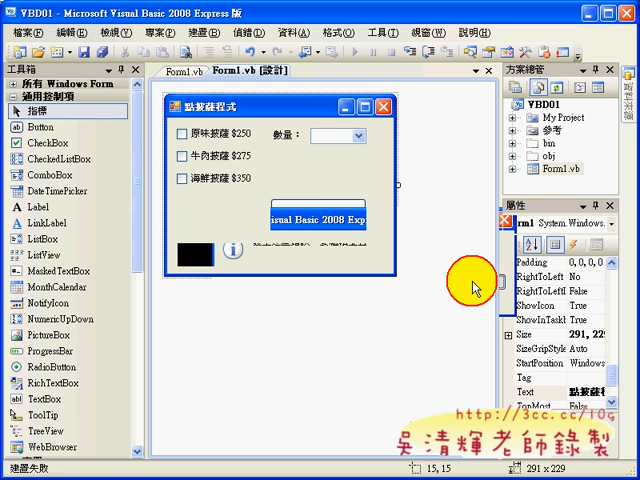 VBD01 - Microsoft Visual Basic 2008 Express 版
檔案(F) 編輯(E) 檢視(V) 專案(P) 建置(B) 偵錯(D) 資料(A) 格式(O) 工具(T) 視窗(W) 說明(H)
工具箱
所有 Windows Form
通用控制項
指標
Button
CheckBox
CheckedListBox
ComboBox
DateTimePicker
Label
LinkLabel
ListBox
ListView
MaskedTextBox
MonthCalendar
NotifyIcon
NumericUpDown
PictureBox
ProgressBar
RadioButton
RichTextBox
TextBox
ToolTip
TreeView
WebBrowser
Form1.vb Form1.vb [設計]
點披薩程式
原味披薩 $250
數量：
牛肉披薩 $275
海鮮披薩 $350
isual Basic 2008 Expr
方案總管
VBD01
My Project
參考
bin
obj
Form1.vb
資料來源
屬性
rm1 System.Windows.
Padding 0, 0, 0, 0
RightToLeft No
RightToLeftL False
ShowIcon True
ShowInTaskb True
Size 291, 229
SizeGripStyle Auto
StartPosition Windows
Tag
Text 點披薩程
TopMost
http://3cc.cc/10g
吳清輝老師錄製
建置失敗
15, 15
291 x 229